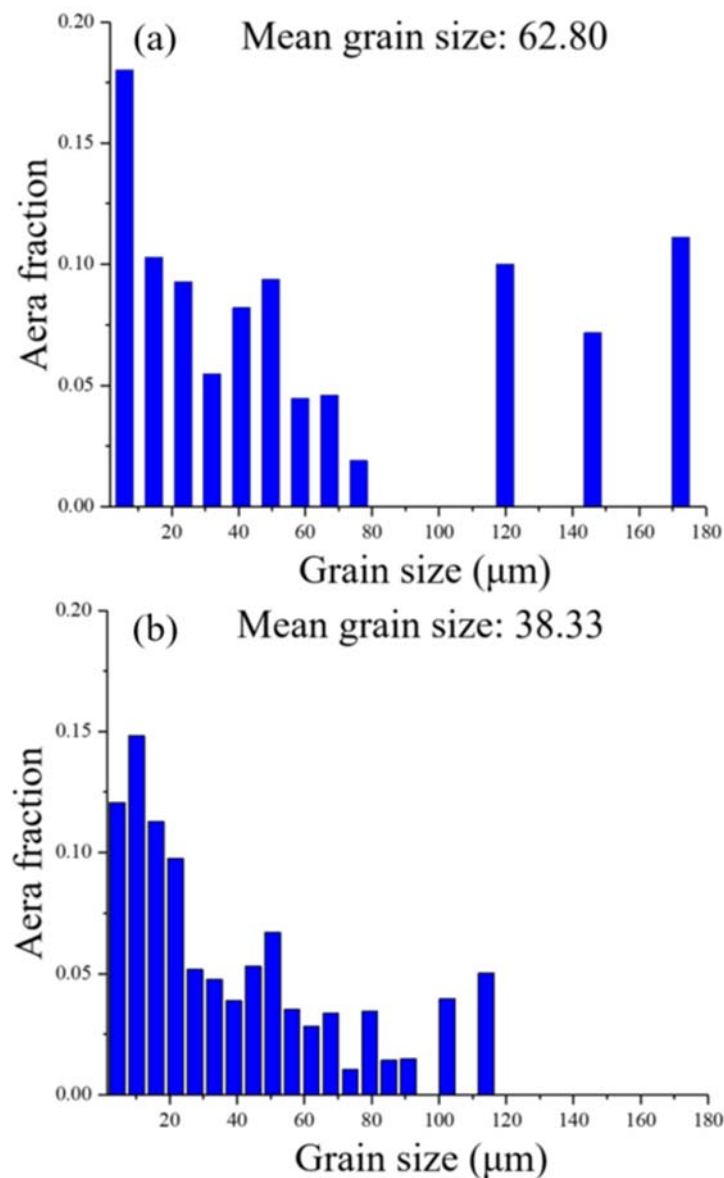 (a) Mean grain size: 62.80
0.20
0.15
0.10
0.05
0.00
Aera fraction
20 40 60 80 100 120 140 160 180
Grain size (μm)
(b) Mean grain size: 38.33
0.20
0.15
0.10
0.05
0.00
Aera fraction
20 40 60 80 100 120 140 160 180
Grain size (μm)